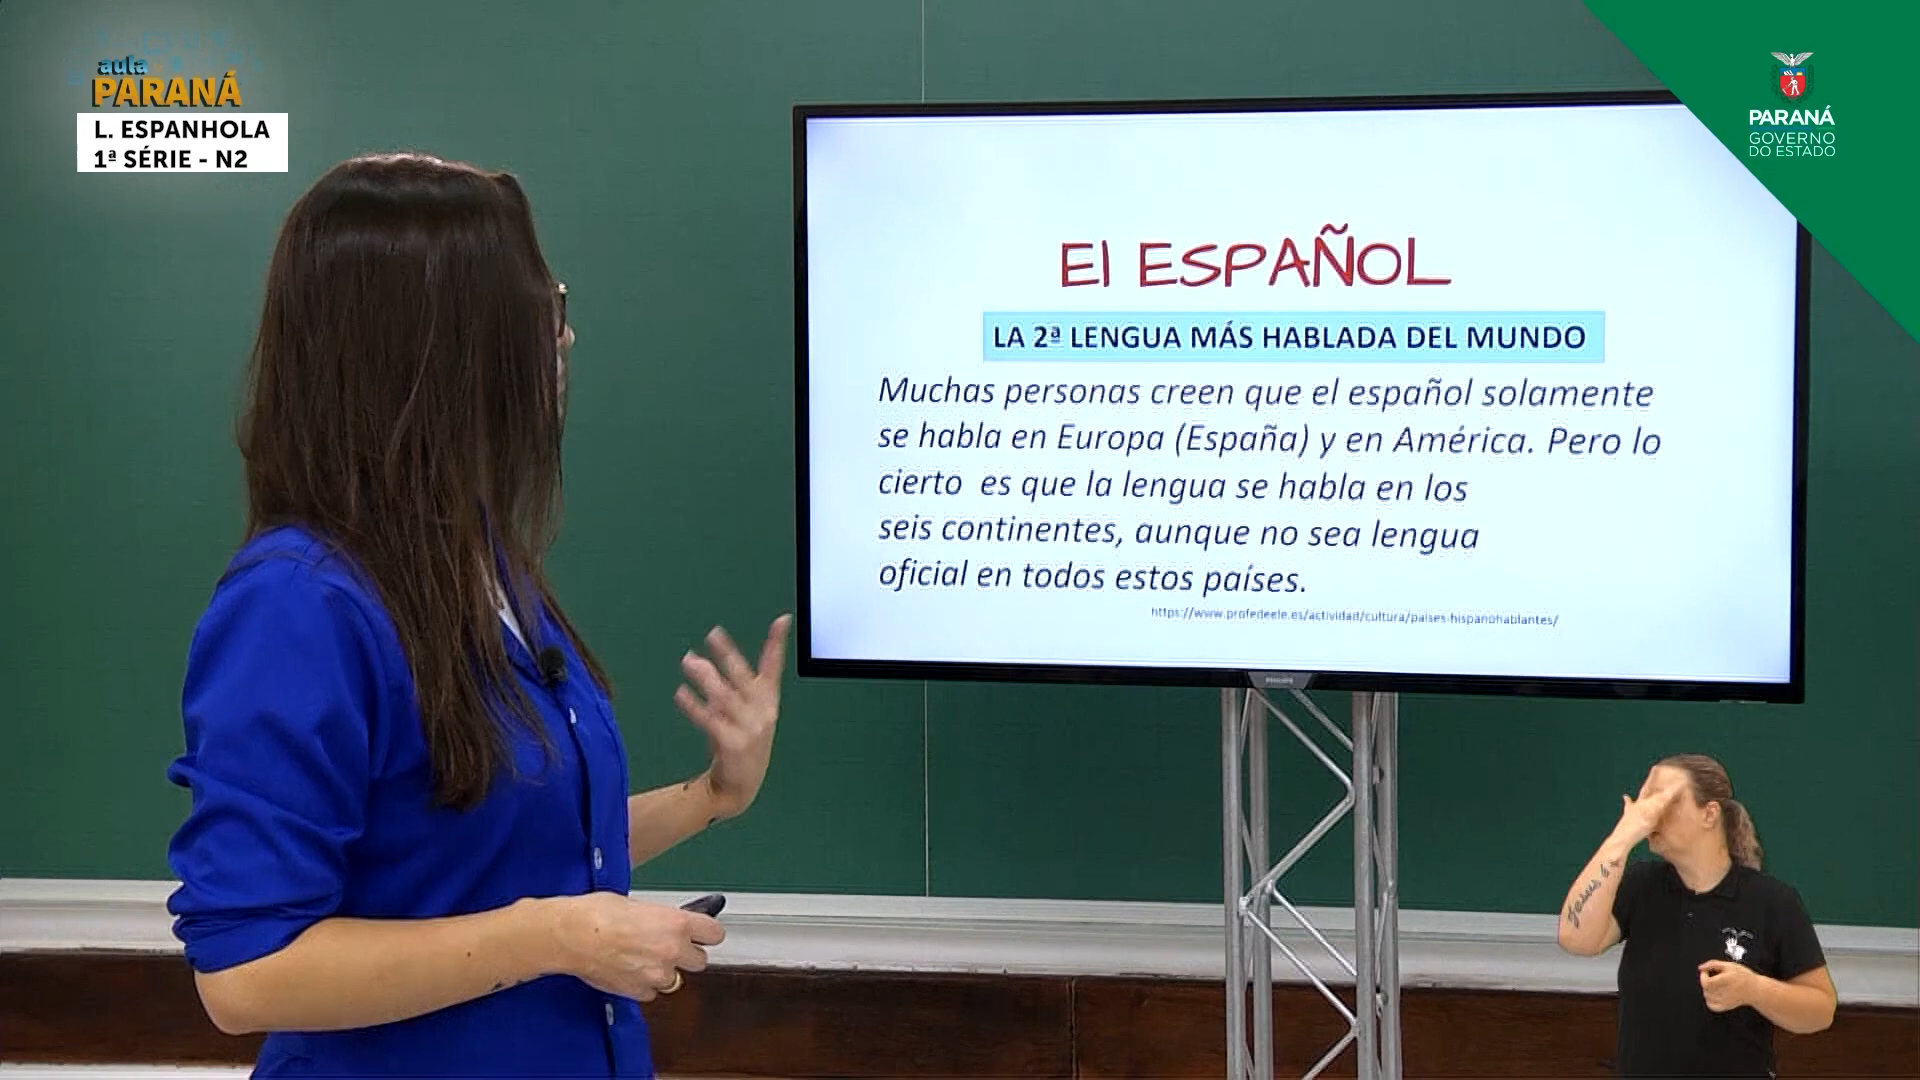 aula
PARANÁ
L. ESPANHOLA
1ª SÉRIE - N2
PARANÁ
GOVERNO
DO ESTADO
El ESPAÑOL
LA 2ª LENGUA MÁS HABLADA DEL MUNDO
Muchas personas creen que el español solamente
se habla en Europa (España) y en América. Pero lo
cierto es que la lengua se habla en los
seis continentes, aunque no sea lengua
oficial en todos estos países.
https://www.profedeele.es/actividad/cultura/paises-hispanohablantes/
PHILIPS
Jesus é